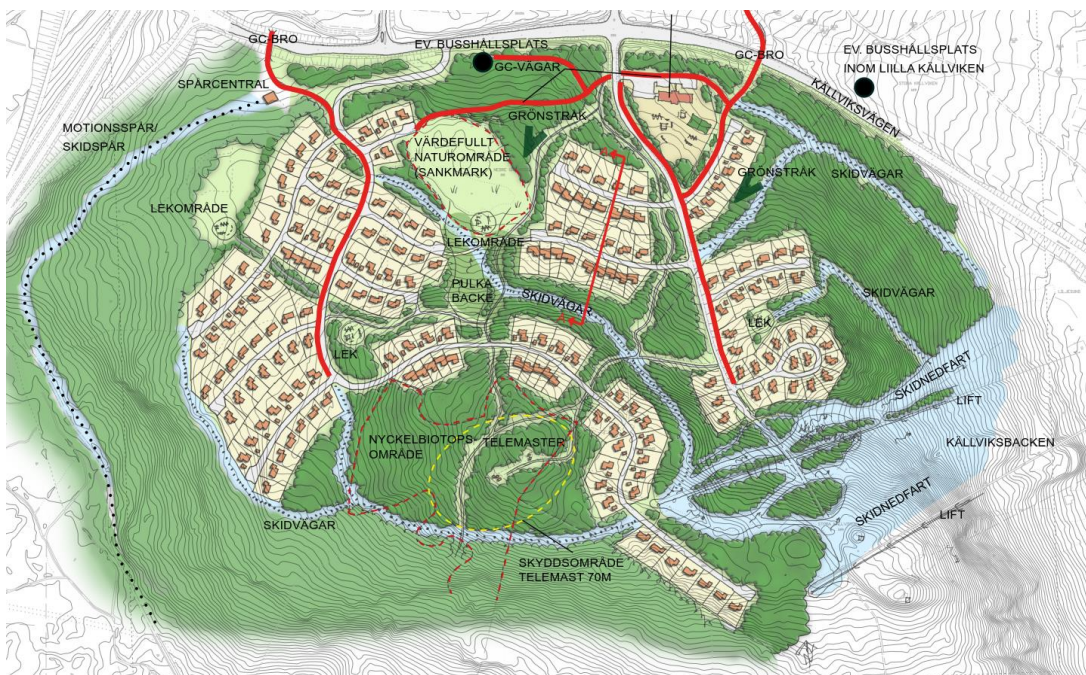 GC-BRO
EV. BUSSHÅLLSPLATS
GC-VÄGAR
GC-BRO
EV. BUSSHÅLLSPLATS
INOM LIILLA KÄLLVIKEN
SPÅRCENTRAL
KÄLLVIKSVÄGEN
MOTIONSSPÅR/
SKIDSPÅR
GRÖNSTRÅK
VÄRDEFULLT
NATUROMRÅDE
(SANKMARK)
GRÖNSTRÅK
SKIDVÄGAR
LEKOMRÅDE
LEKOMRÅDE
PULKA
BACKE
SKIDVÄGAR
SKIDVÄGAR
LEK
LEK
SKIDNEDFART
LIFT
KÄLLVIKSBACKEN
NYCKELBIOTOPS-
OMRÅDE
TELEMASTER
SKIDNEDFART
LIFT
SKIDVÄGAR
SKYDDSOMRÅDE
TELEMAST 70M